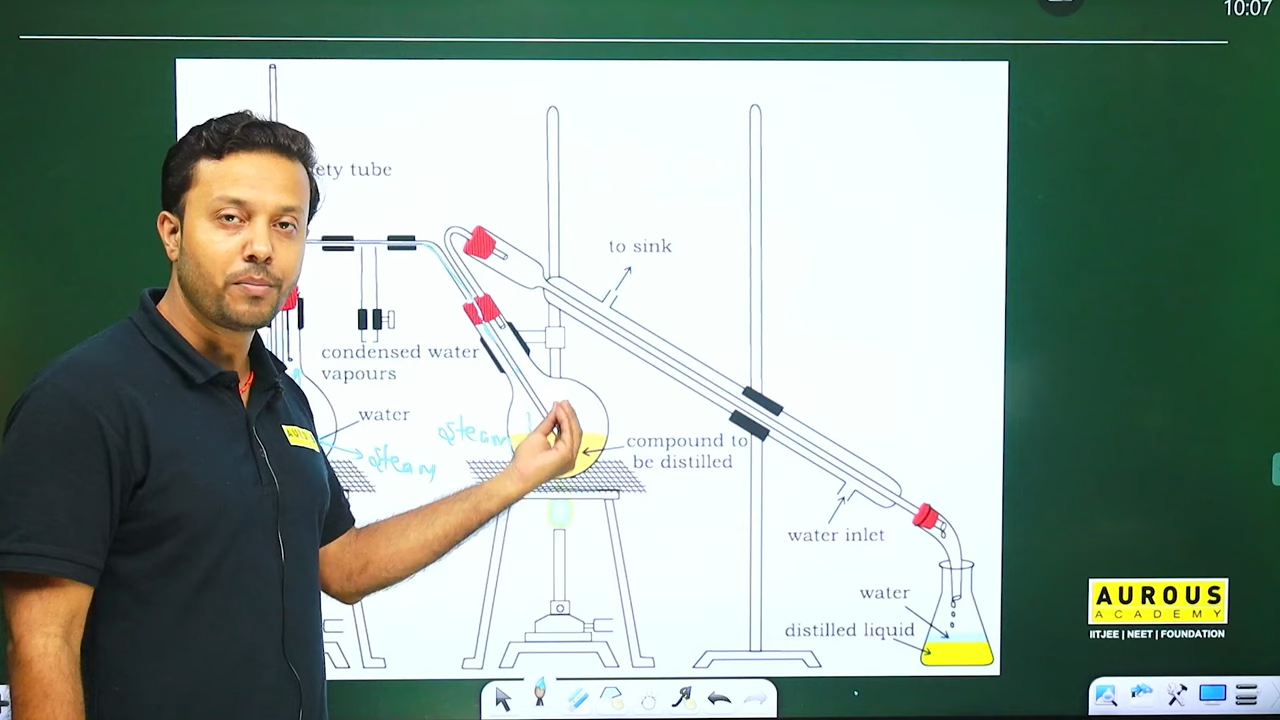 10:07
ety tube
to sink
condensed water
vapours
water
steam
steam
compound to
be distilled
water inlet
water
distilled liquid
AUROUS
ACADEMY
IITJEE | NEET | FOUNDATION